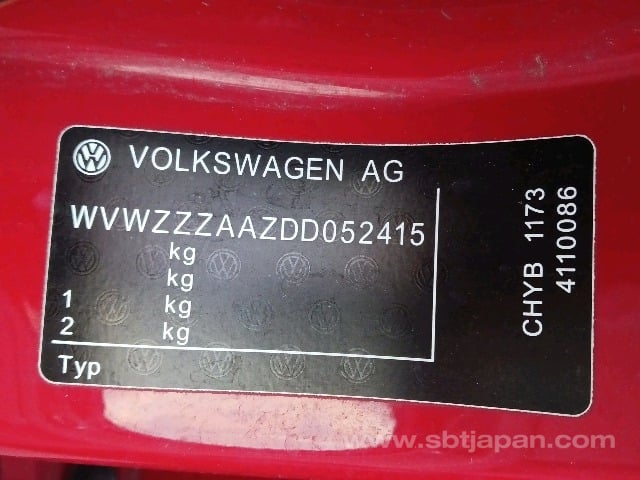 VOLKSWAGEN AG
WVWZZZAAZDD052415
kg
kg
1 kg
2 kg
Typ
CHYB 1173
4110086
www.sbtjapan.com